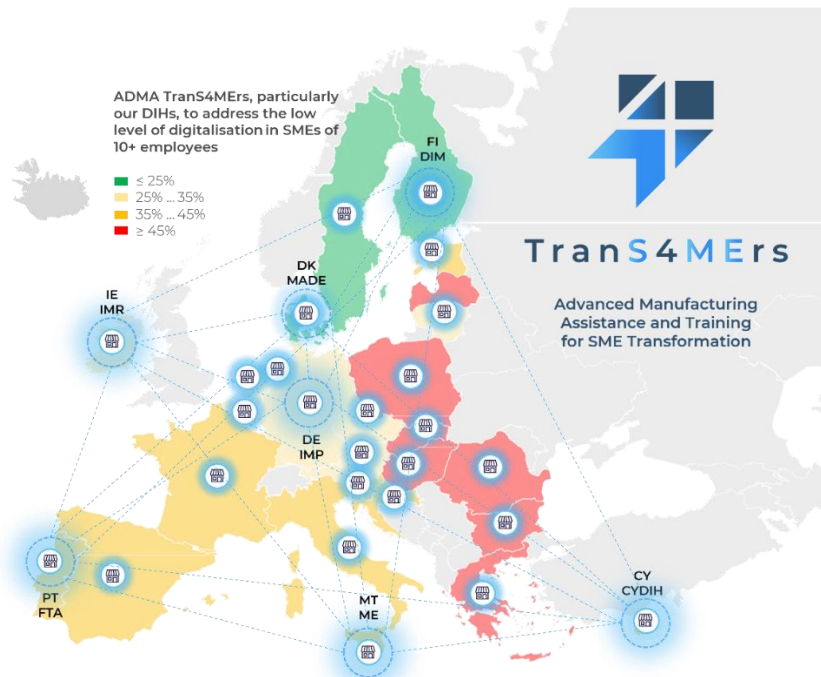 ADMA TranS4MErs, particularly
our DIHs, to address the low
level of digitalisation in SMEs of
10+ employees
≤ 25%
25% ... 35%
35% ... 45%
≥ 45%
FI
DIM
TranS4MErs
Advanced Manufacturing
Assistance and Training
for SME Transformation
DK
MADE
IE
IMR
DE
IMP
PT
FTA
MT
ME
CY
CYDIH